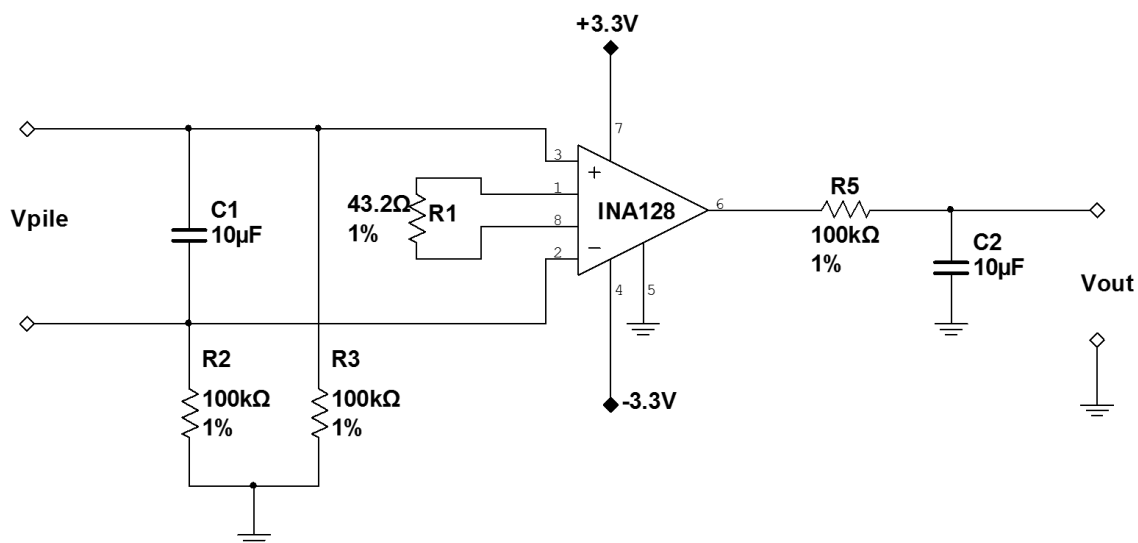 +3.3V
7
3
1
8
2
6
4
5
+
−
INA128
43.2Ω
1%
R1
Vpile
C1
10µF
R5
100kΩ
1%
C2
10µF
Vout
R2
100kΩ
1%
R3
100kΩ
1%
-3.3V